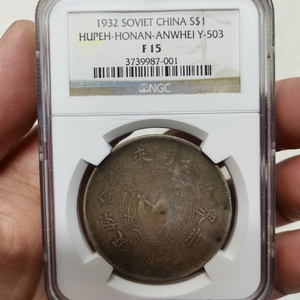 1932 SOVIET CHINA S$1
HUPEH-HONAN-ANWHEI Y-503
F 15
3739987-001
NGC